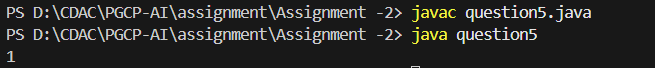 PS D:\CDAC\PGCP-AI\assignment\Assignment -2> javac question5.java
PS D:\CDAC\PGCP-AI\assignment\Assignment -2> java question5
1